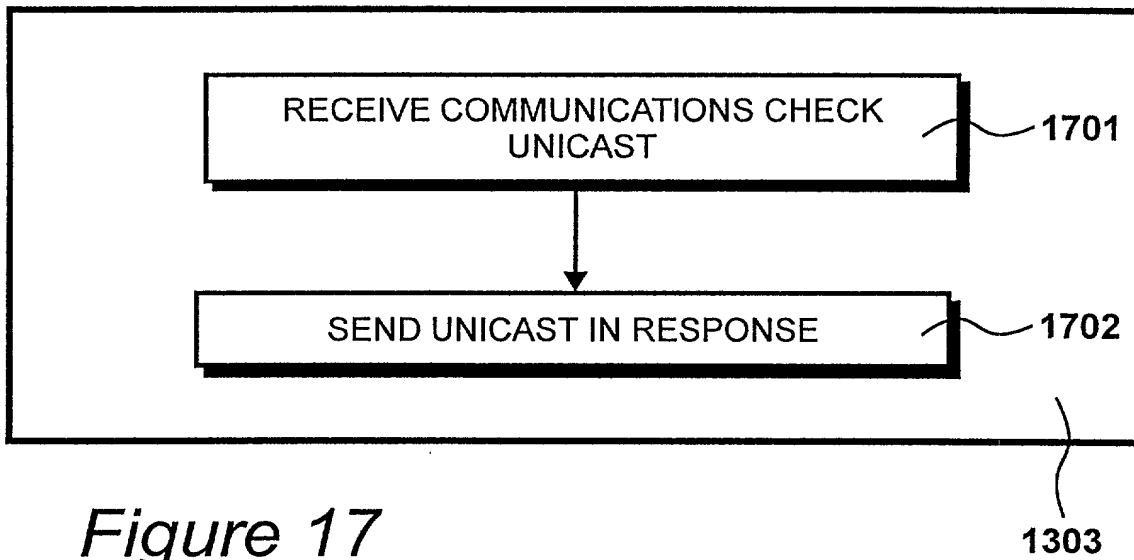 RECEIVE COMMUNICATIONS CHECK
UNICAST
1701
SEND UNICAST IN RESPONSE
1702
1303
Figure 17